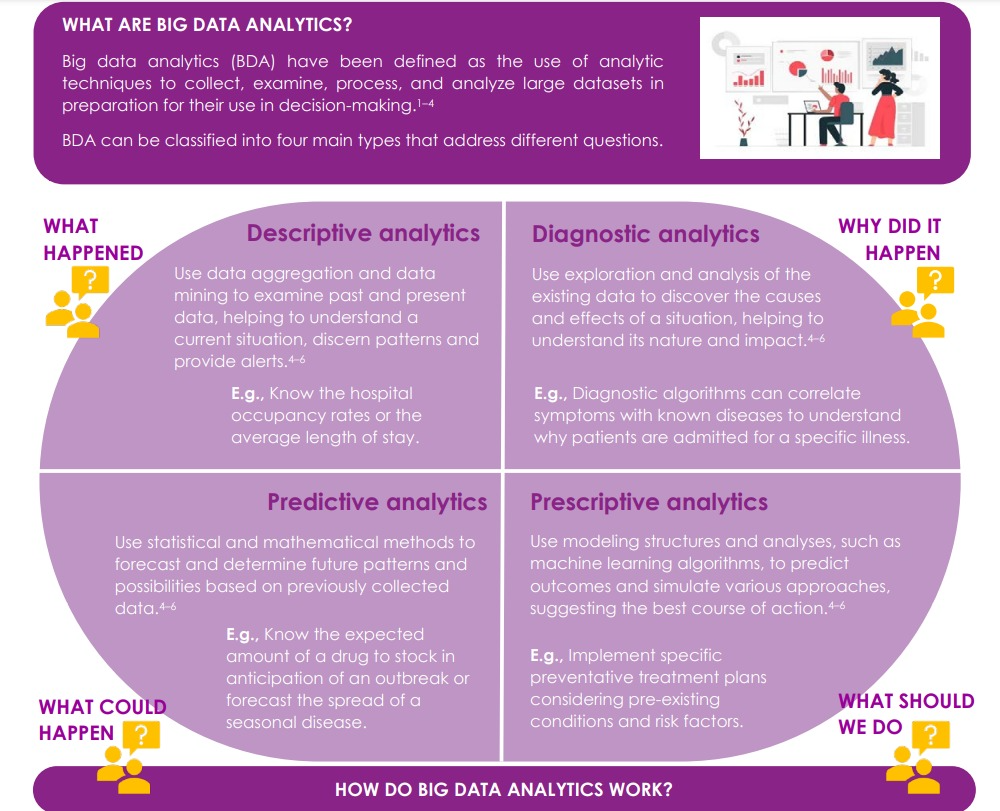 WHAT ARE BIG DATA ANALYTICS?
Big data analytics (BDA) have been defined as the use of analytic
techniques to collect, examine, process, and analyze large datasets in
preparation for their use in decision-making.¹⁻⁴
BDA can be classified into four main types that address different questions.
WHAT
HAPPENED
?
Descriptive analytics
Use data aggregation and data
mining to examine past and present
data, helping to understand a
current situation, discern patterns and
provide alerts.⁴⁻⁶
E.g., Know the hospital
occupancy rates or the
average length of stay.
WHY DID IT
HAPPEN
?
Diagnostic analytics
Use exploration and analysis of the
existing data to discover the causes
and effects of a situation, helping to
understand its nature and impact.⁴⁻⁶
E.g., Diagnostic algorithms can correlate
symptoms with known diseases to understand
why patients are admitted for a specific illness.
Predictive analytics
Use statistical and mathematical methods to
forecast and determine future patterns and
possibilities based on previously collected
data.⁴⁻⁶
E.g., Know the expected
amount of a drug to stock in
anticipation of an outbreak or
forecast the spread of a
seasonal disease.
WHAT COULD
HAPPEN
?
Prescriptive analytics
Use modeling structures and analyses, such as
machine learning algorithms, to predict
outcomes and simulate various approaches,
suggesting the best course of action.⁴⁻⁶
E.g., Implement specific
preventative treatment plans
considering pre-existing
conditions and risk factors.
WHAT SHOULD
WE DO
?
HOW DO BIG DATA ANALYTICS WORK?